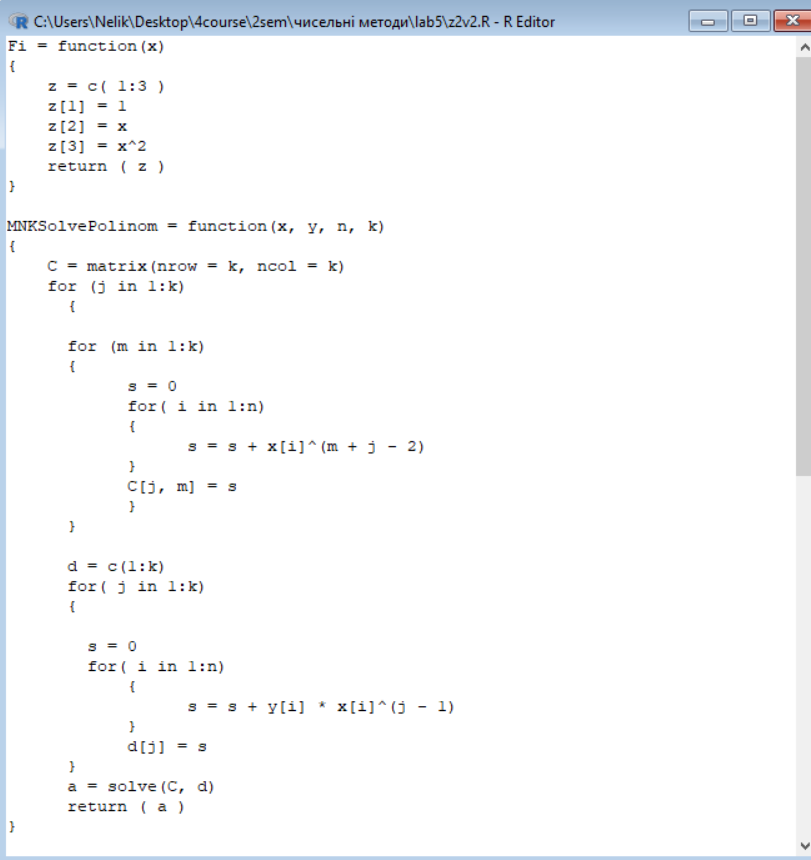 C:\Users\Nelik\Desktop\4course\2sem\чисельні методи\lab5\z2v2.R - R Editor
Fi = function(x)
{
    z = c( 1:3 )
    z[1] = 1
    z[2] = x
    z[3] = x^2
    return ( z )
}

MNKSolvePolinom = function(x, y, n, k)
{
    C = matrix(nrow = k, ncol = k)
    for (j in 1:k)
      {

      for (m in 1:k)
      {
            s = 0
            for( i in 1:n)
            {
                  s = s + x[i]^(m + j - 2)
            }
            C[j, m] = s
            }
      }

      d = c(1:k)
      for( j in 1:k)
      {

        s = 0
        for( i in 1:n)
            {
                  s = s + y[i] * x[i]^(j - 1)
            }
            d[j] = s
      }
      a = solve(C, d)
      return ( a )
}